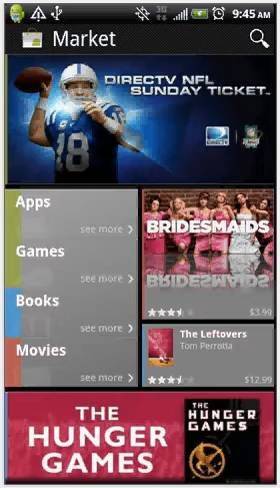 9:45 AM
Market
DIRECTV NFL
SUNDAY TICKET
DIRECTV
18
Apps
see more
Games
see more
Books
see more
Movies
see more
BRIDESMAIDS
$3.99
The Leftovers
Tom Perrotta
$12.99
THE
HUNGER
GAMES
THE
HUNGER
GAMES